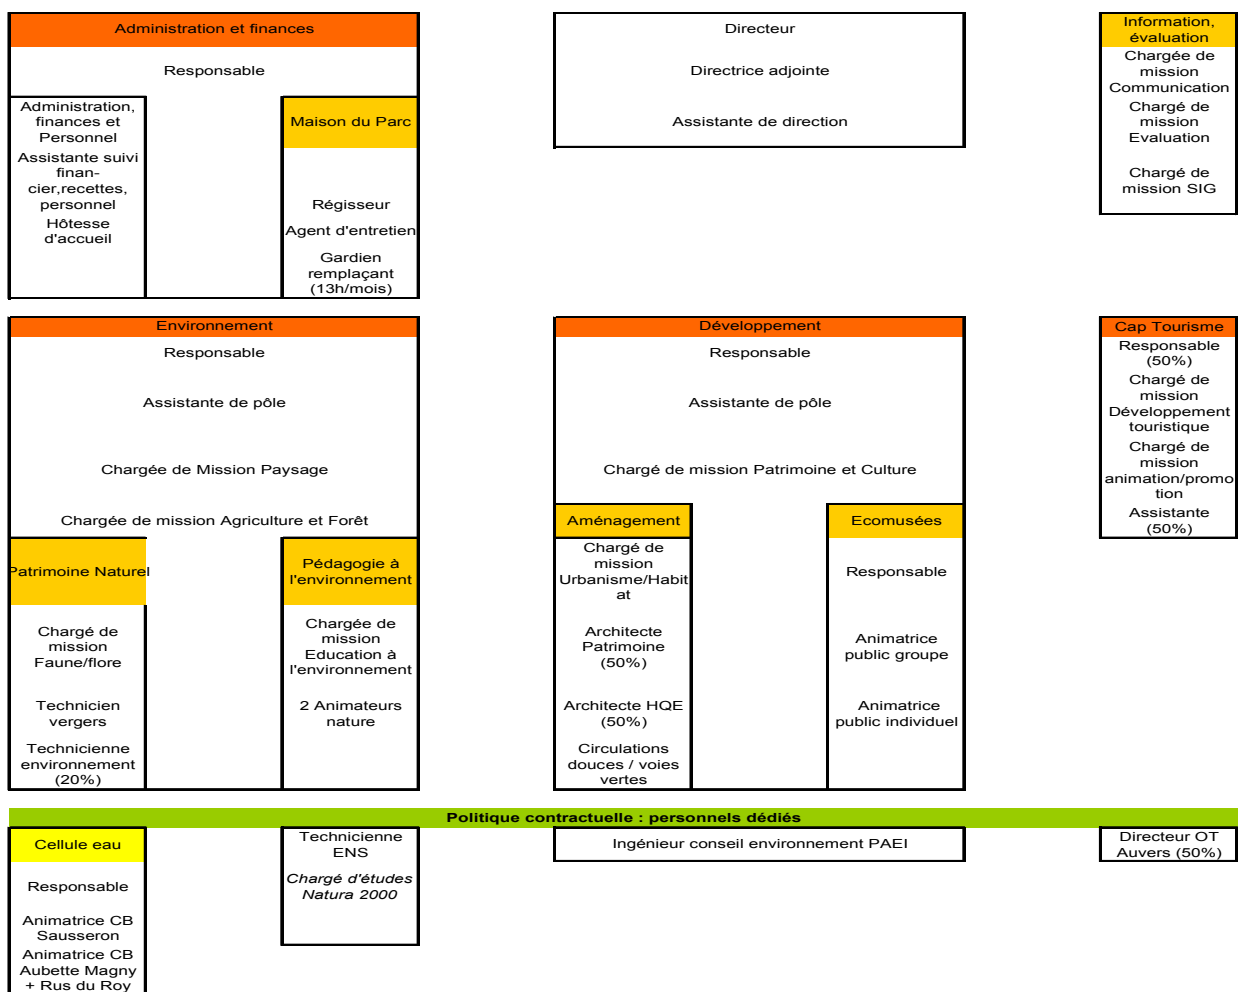 Administration et finances
Responsable
Administration,
finances et
Personnel
Assistante suivi
finan-
cier,recettes,
personnel
Hôtesse
d'accueil
Maison du Parc
Régisseur
Agent d'entretien
Gardien
remplaçant
(13h/mois)
Directeur
Directrice adjointe
Assistante de direction
Information,
évaluation
Chargée de
mission
Communication
Chargé de
mission
Evaluation
Chargé de
mission SIG
Environnement
Responsable
Assistante de pôle
Chargée de Mission Paysage
Chargée de mission Agriculture et Forêt
Patrimoine Naturel
Chargé de
mission
Faune/flore
Technicien
vergers
Technicienne
environnement
(20%)
Pédagogie à
l'environnement
Chargée de
mission
Education à
l'environnement
2 Animateurs
nature
Développement
Responsable
Assistante de pôle
Chargé de mission Patrimoine et Culture
Aménagement
Chargé de
mission
Urbanisme/Habit
at
Architecte
Patrimoine
(50%)
Architecte HQE
(50%)
Circulations
douces / voies
vertes
Ecomusées
Responsable
Animatrice
public groupe
Animatrice
public individuel
Cap Tourisme
Responsable
(50%)
Chargé de
mission
Développement
touristique
Chargé de
mission
animation/promo
tion
Assistante
(50%)
Politique contractuelle : personnels dédiés
Cellule eau
Responsable
Animatrice CB
Sausseron
Animatrice CB
Aubette Magny
+ Rus du Roy
Technicienne
ENS
Chargé d'études
Natura 2000
Ingénieur conseil environnement PAEI
Directeur OT
Auvers (50%)